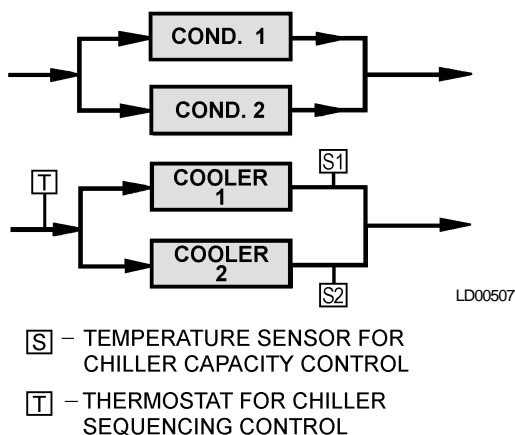 COND. 1
COND. 2
S1
T
COOLER
1
COOLER
2
S2
LD00507
S – TEMPERATURE SENSOR FOR
CHILLER CAPACITY CONTROL
T – THERMOSTAT FOR CHILLER
SEQUENCING CONTROL